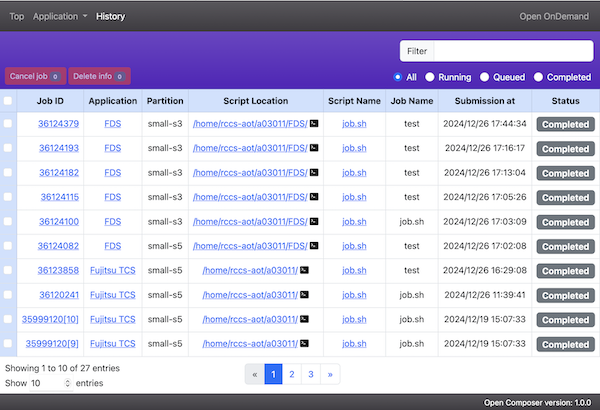 Top Application History Open OnDemand
Filter
Cancel job 0 Delete info 0 All Running Queued Completed
Job ID Application Partition Script Location Script Name Job Name Submission at Status
36124379 FDS small-s3 /home/rccs-aot/a03011/FDS/ job.sh test 2024/12/26 17:44:34 Completed
36124193 FDS small-s3 /home/rccs-aot/a03011/FDS/ job.sh test 2024/12/26 17:16:17 Completed
36124182 FDS small-s3 /home/rccs-aot/a03011/FDS/ job.sh test 2024/12/26 17:13:04 Completed
36124115 FDS small-s3 /home/rccs-aot/a03011/FDS/ job.sh test 2024/12/26 17:05:26 Completed
36124100 FDS small-s3 /home/rccs-aot/a03011/FDS/ job.sh job.sh 2024/12/26 17:03:09 Completed
36124082 FDS small-s5 /home/rccs-aot/a03011/FDS/ job.sh test 2024/12/26 17:02:08 Completed
36123858 Fujitsu TCS small-s5 /home/rccs-aot/a03011/ job.sh test 2024/12/26 16:29:08 Completed
36120241 Fujitsu TCS small-s5 /home/rccs-aot/a03011/ job.sh job.sh 2024/12/26 11:39:41 Completed
35999120[10] Fujitsu TCS small-s5 /home/rccs-aot/a03011/ job.sh job.sh 2024/12/19 15:07:33 Completed
35999120[9] Fujitsu TCS small-s5 /home/rccs-aot/a03011/ job.sh job.sh 2024/12/19 15:07:33 Completed
Showing 1 to 10 of 27 entries
« 1 2 3 »
Show 10 entries
Open Composer version: 1.0.0